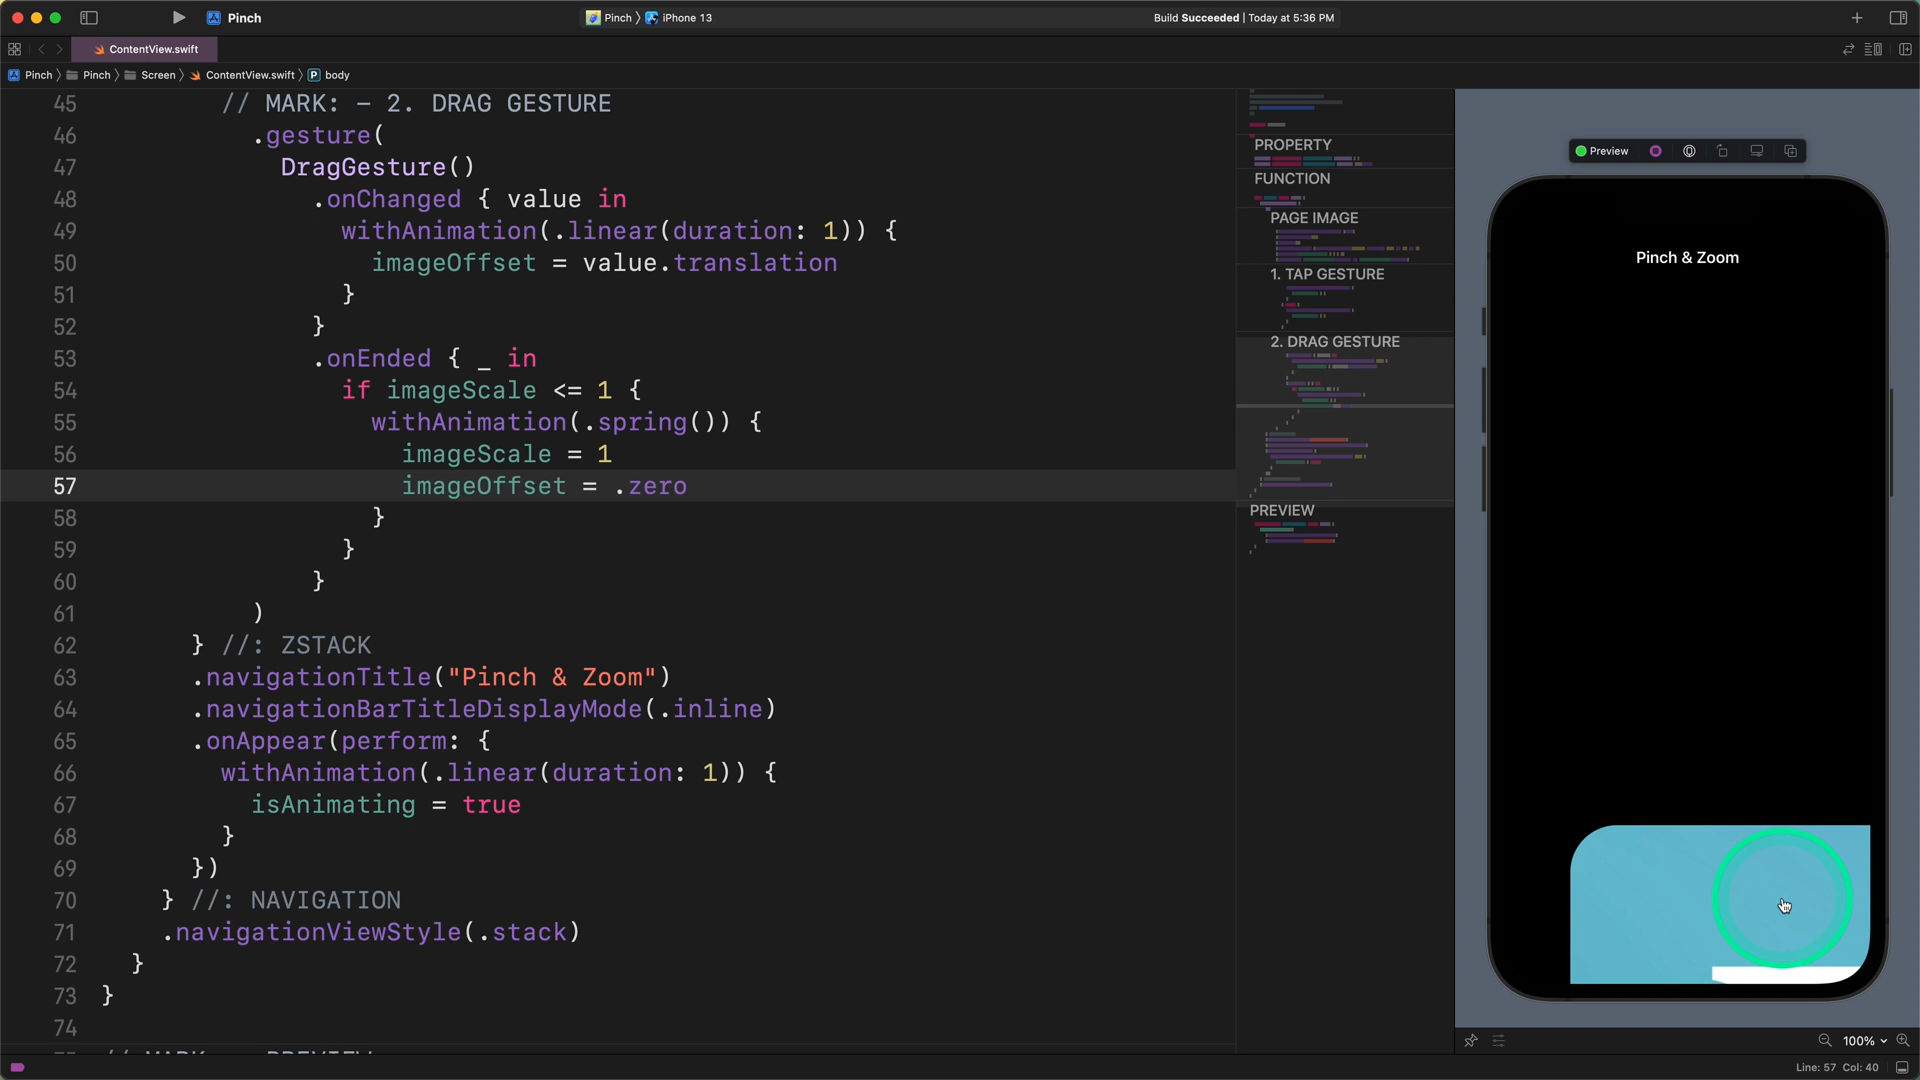 Pinch
Pinch 〉 iPhone 13
Build Succeeded | Today at 5:36 PM
ContentView.swift
Pinch 〉 Pinch 〉 Screen 〉 ContentView.swift 〉 P body
45 // MARK: - 2. DRAG GESTURE
46 .gesture(
47 DragGesture()
48 .onChanged { value in
49 withAnimation(.linear(duration: 1)) {
50 imageOffset = value.translation
51 }
52 }
53 .onEnded { _ in
54 if imageScale <= 1 {
55 withAnimation(.spring()) {
56 imageScale = 1
57 imageOffset = .zero
58 }
59 }
60 }
61 )
62 } //: ZSTACK
63 .navigationTitle("Pinch & Zoom")
64 .navigationBarTitleDisplayMode(.inline)
65 .onAppear(perform: {
66 withAnimation(.linear(duration: 1)) {
67 isAnimating = true
68 }
69 })
70 } //: NAVIGATION
71 .navigationViewStyle(.stack)
72 }
73 }
74
PROPERTY
FUNCTION
PAGE IMAGE
1. TAP GESTURE
2. DRAG GESTURE
PREVIEW
Preview
Pinch & Zoom
100%
Line: 57 Col: 40